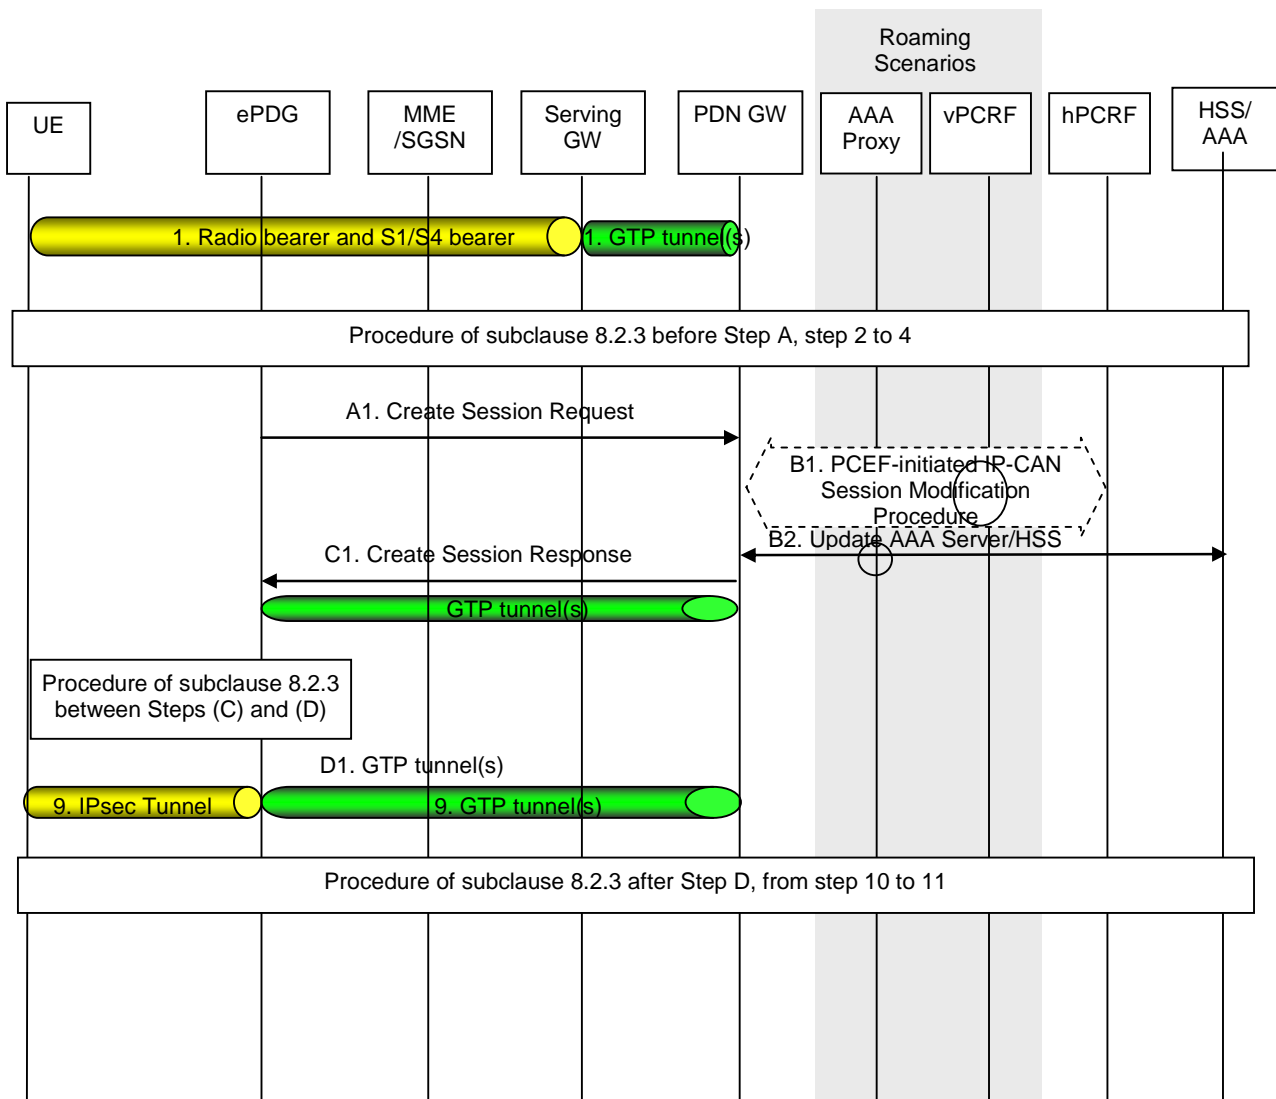 Roaming
Scenarios
UE
ePDG
MME
/SGSN
Serving
GW
PDN GW
AAA
Proxy
vPCRF
hPCRF
HSS/
AAA
1. Radio bearer and S1/S4 bearer
1. GTP tunnel(s)
Procedure of subclause 8.2.3 before Step A, step 2 to 4
A1. Create Session Request
B1. PCEF-initiated IP-CAN
Session Modification
Procedure
B2. Update AAA Server/HSS
C1. Create Session Response
GTP tunnel(s)
Procedure of subclause 8.2.3
between Steps (C) and (D)
D1. GTP tunnel(s)
9. IPsec Tunnel
9. GTP tunnel(s)
Procedure of subclause 8.2.3 after Step D, from step 10 to 11